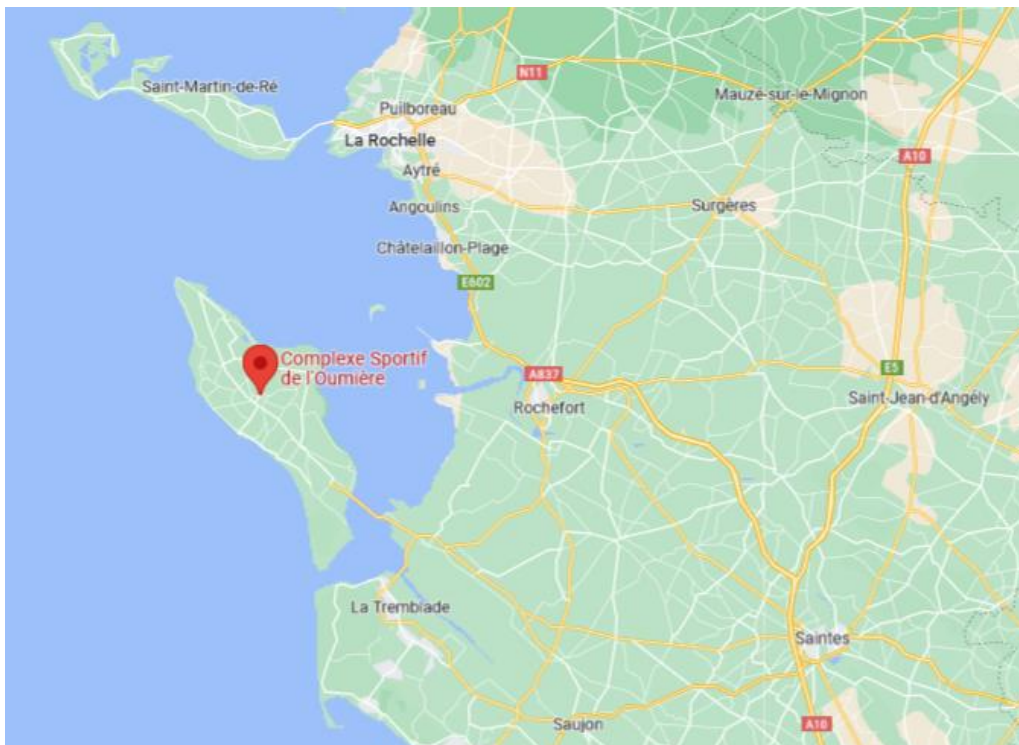 N11
Saint-Martin-de-Ré
Mauzé-sur-le-Mignon
Puilboreau
La Rochelle
A10
Aytré
Angoulins
Surgères
Châtelaillon-Plage
E602
Complexe Sportif
de l'Oumière
A837
E5
Rochefort
Saint-Jean-d'Angély
La Tremblade
Saintes
Saujon
A10